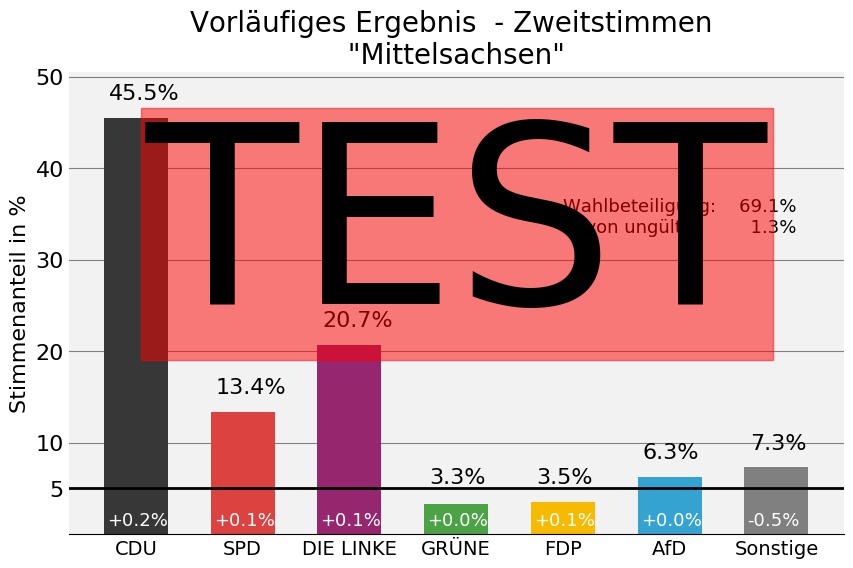 Vorläufiges Ergebnis - Zweitstimmen
"Mittelsachsen"
Stimmenanteil in %
50
40
30
20
10
5
45.5%
13.4%
20.7%
3.3%
3.5%
6.3%
7.3%
TEST
Wahlbeteiligung: 69.1%
von ungült 1.3%
+0.2%
+0.1%
+0.1%
+0.0%
+0.1%
+0.0%
-0.5%
CDU
SPD
DIE LINKE
GRÜNE
FDP
AfD
Sonstige